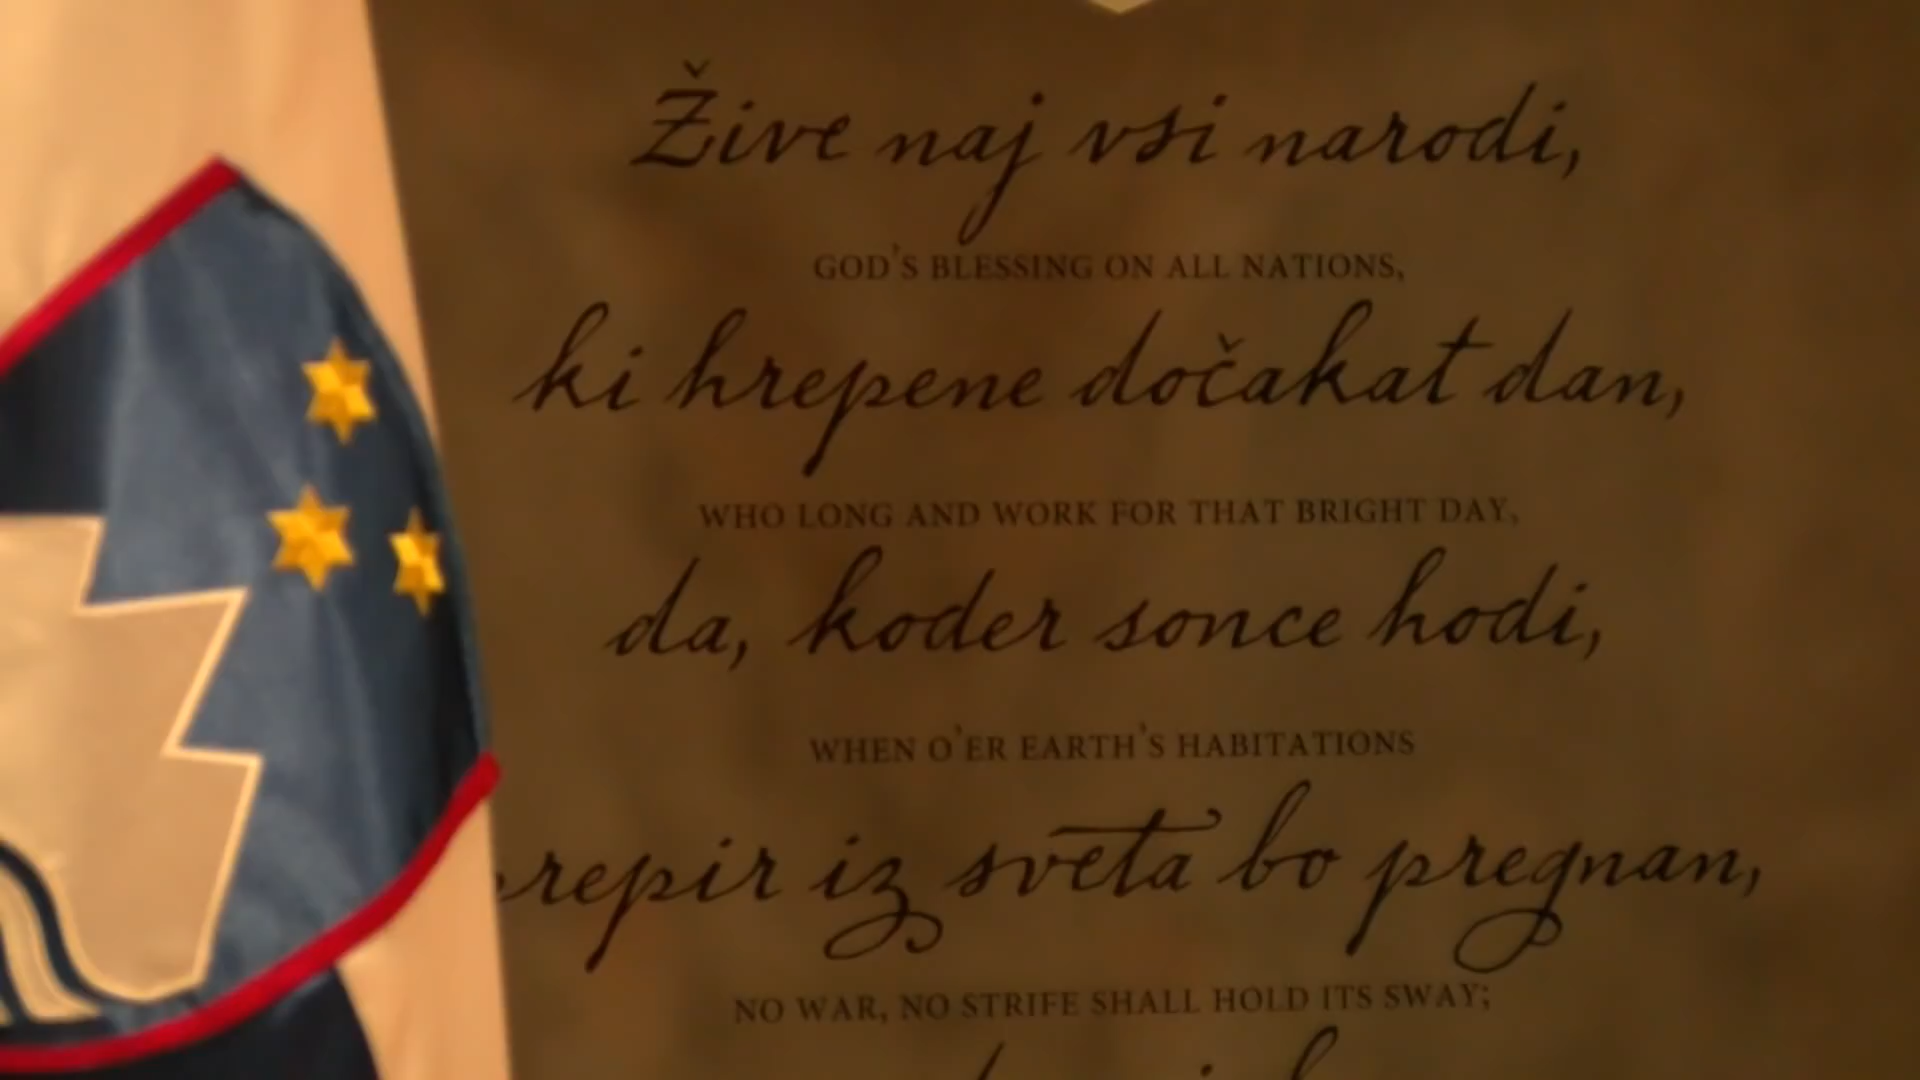 Žive naj vsi narodi,
GOD'S BLESSING ON ALL NATIONS,
ki hrepene dočakat dan,
WHO LONG AND WORK FOR THAT BRIGHT DAY,
da, koder sonce hodi,
WHEN O'ER EARTH'S HABITATIONS
prepir iz sveta bo pregnan,
NO WAR, NO STRIFE SHALL HOLD ITS SWAY;